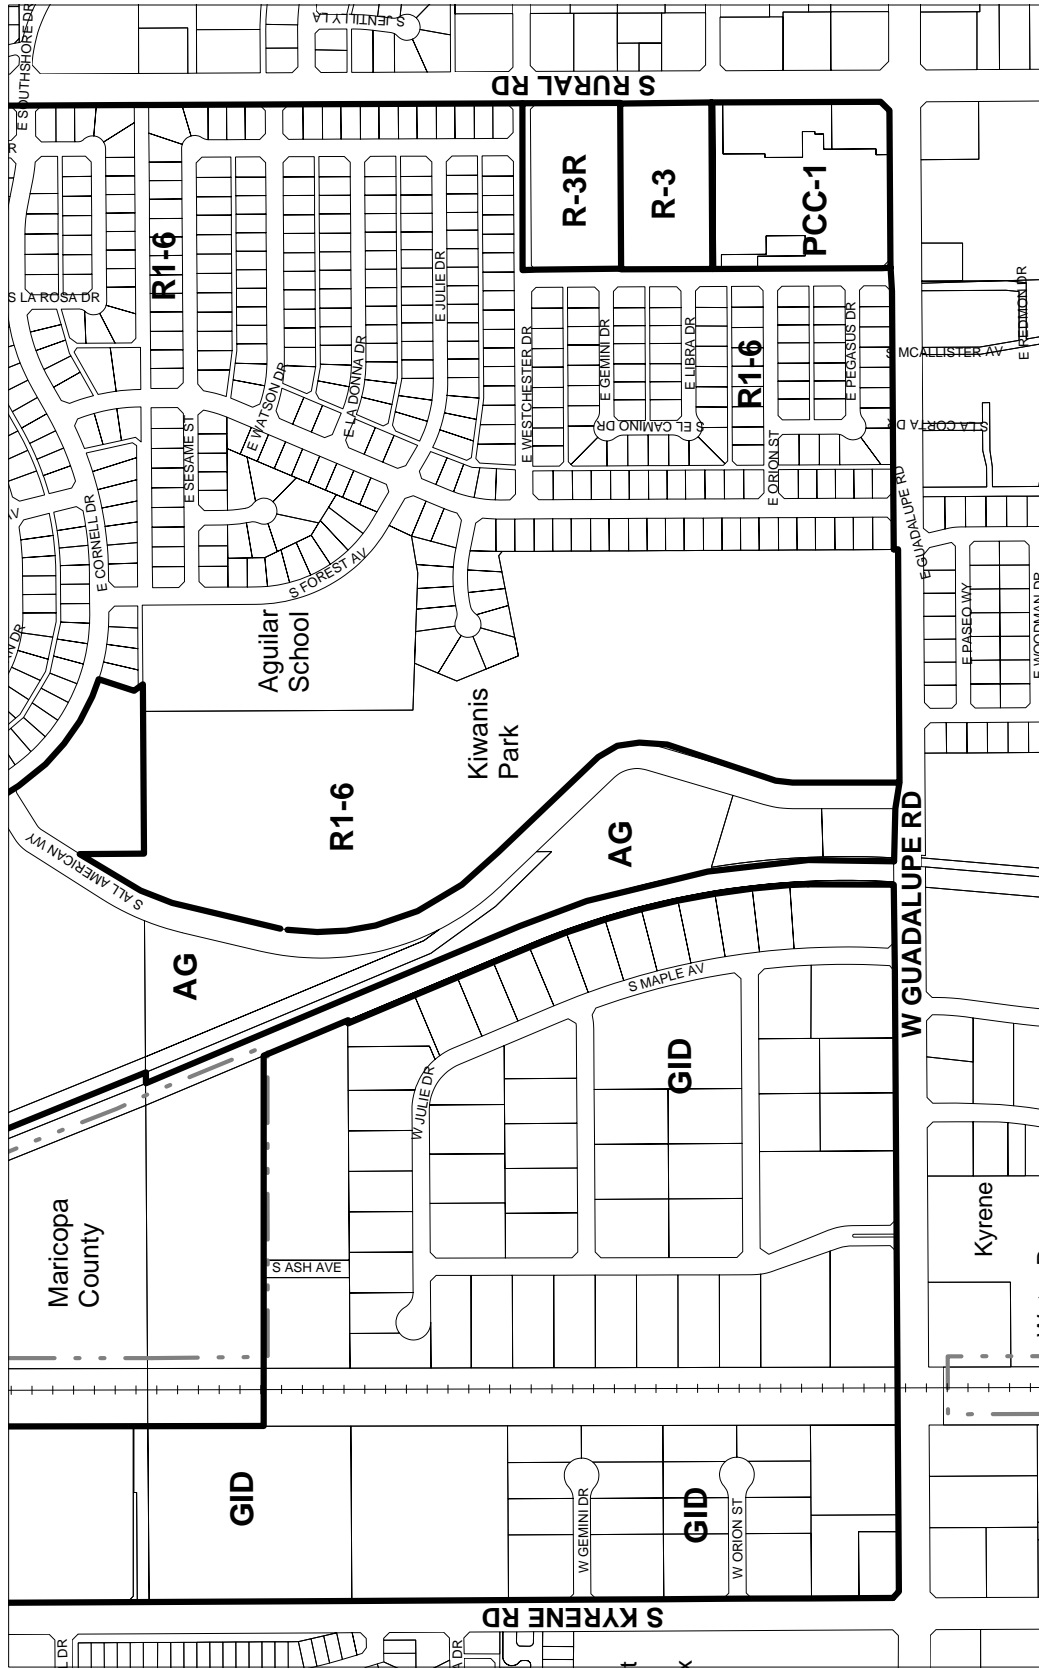 S JENTILLY LA
E SOUTHSHORE DR
S RURAL RD
R
R-3R
R-3
PCC-1
R1-6
S LA ROSA DR
E JULIE DR
E WESTCHESTER DR
E GEMINI DR
E LIBRA DR
R1-6
E PEGASUS DR
S MCALLISTER AV
E REDMON DR
E WATSON DR
E LA DONNA DR
E SESAME ST
S EL CAMINO DR
E ORION ST
S LA CORTA DR
E CORNELL DR
S FOREST AV
E GUADALUPE RD
E PASEO WY
E WOODMAN DR
Aguilar
School
Kiwanis
Park
R1-6
S ALL AMERICAN WY
AG
AG
W GUADALUPE RD
S MAPLE AV
GID
W JULIE DR
Maricopa
County
S ASH AVE
Kyrene
GID
W GEMINI DR
GID
W ORION ST
S KYRENE RD
L DR
A DR